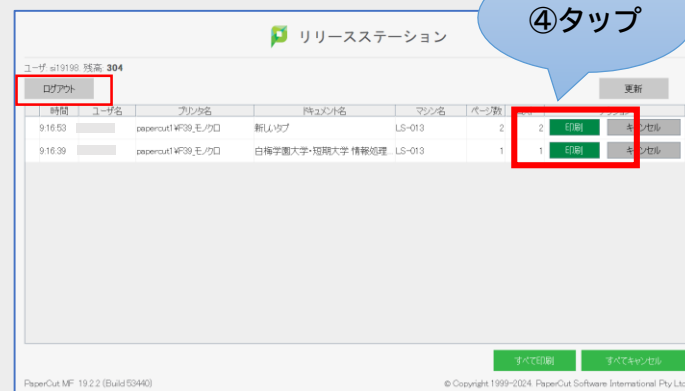 ④タップ
リリースステーション
ユーザ: si19198 残高: 304
ログアウト
更新
時間 ユーザ名 プリンタ名 ドキュメント名 マシン名 ページ数
9:16:53 papercut1¥F39_モノクロ 新しいタブ LS-013 2 2 印刷 キャンセル
9:16:39 papercut1¥F39_モノクロ 白梅学園大学・短期大学 情報処理... LS-013 1 1 印刷 キャンセル
すべて印刷 すべてキャンセル
PaperCut MF 19.2.2 (Build 53440) © Copyright 1999-2024. PaperCut Software International Pty Ltd